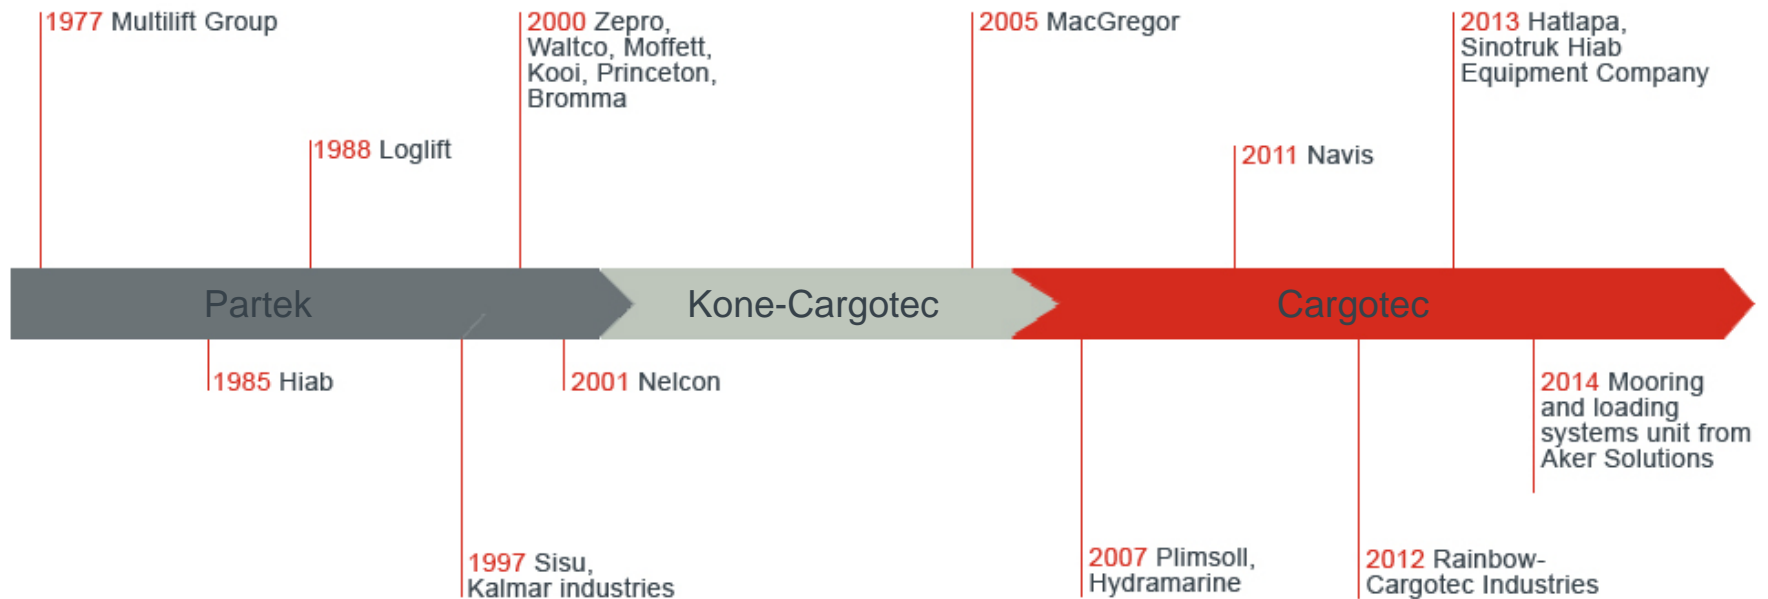 1977 Multilift Group
2000 Zepro,
Waltco, Moffett,
Kooi, Princeton,
Bromma
2005 MacGregor
2013 Hatlapa,
Sinotruk Hiab
Equipment Company
1988 Loglift
2011 Navis
Partek
Kone-Cargotec
Cargotec
1985 Hiab
2001 Nelcon
2014 Mooring
and loading
systems unit from
Aker Solutions
1997 Sisu,
Kalmar industries
2007 Plimsoll,
Hydramarine
2012 Rainbow-
Cargotec Industries